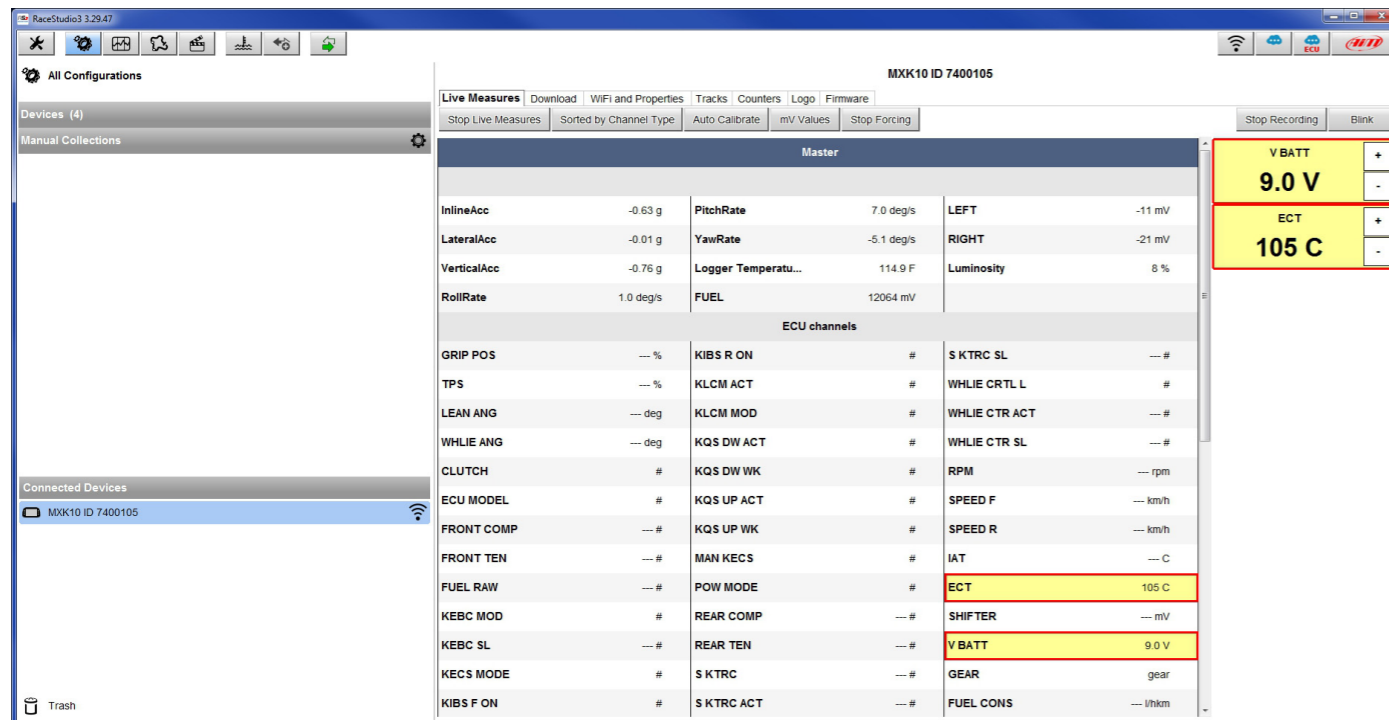 RaceStudio3 3.29.47
ECU
AiM
All Configurations
MXK10 ID 7400105
Live Measures Download WiFi and Properties Tracks Counters Logo Firmware
Devices (4)
Stop Live Measures Sorted by Channel Type Auto Calibrate mV Values Stop Forcing Stop Recording Blink
Manual Collections
Master
V BATT +
9.0 V -
InlineAcc -0.63 g PitchRate 7.0 deg/s LEFT -11 mV
ECT +
LateralAcc -0.01 g YawRate -5.1 deg/s RIGHT -21 mV
105 C -
VerticalAcc -0.76 g Logger Temperatu... 114.9 F Luminosity 8 %
RollRate 1.0 deg/s FUEL 12064 mV
ECU channels
GRIP POS --- % KIBS R ON # S KTRC SL --- #
TPS --- % KLCM ACT # WHLIE CRTL L #
LEAN ANG --- deg KLCM MOD # WHLIE CTR ACT --- #
WHLIE ANG --- deg KQS DW ACT # WHLIE CTR SL --- #
CLUTCH # KQS DW WK # RPM --- rpm
Connected Devices
ECU MODEL # KQS UP ACT # SPEED F --- km/h
MXK10 ID 7400105
FRONT COMP --- # KQS UP WK # SPEED R --- km/h
FRONT TEN --- # MAN KECS # IAT --- C
FUEL RAW --- # POW MODE # ECT 105 C
KEBC MOD # REAR COMP --- # SHIFTER --- mV
KEBC SL --- # REAR TEN --- # V BATT 9.0 V
KECS MODE # S KTRC --- # GEAR gear
Trash
KIBS F ON # S KTRC ACT --- # FUEL CONS --- l/hkm